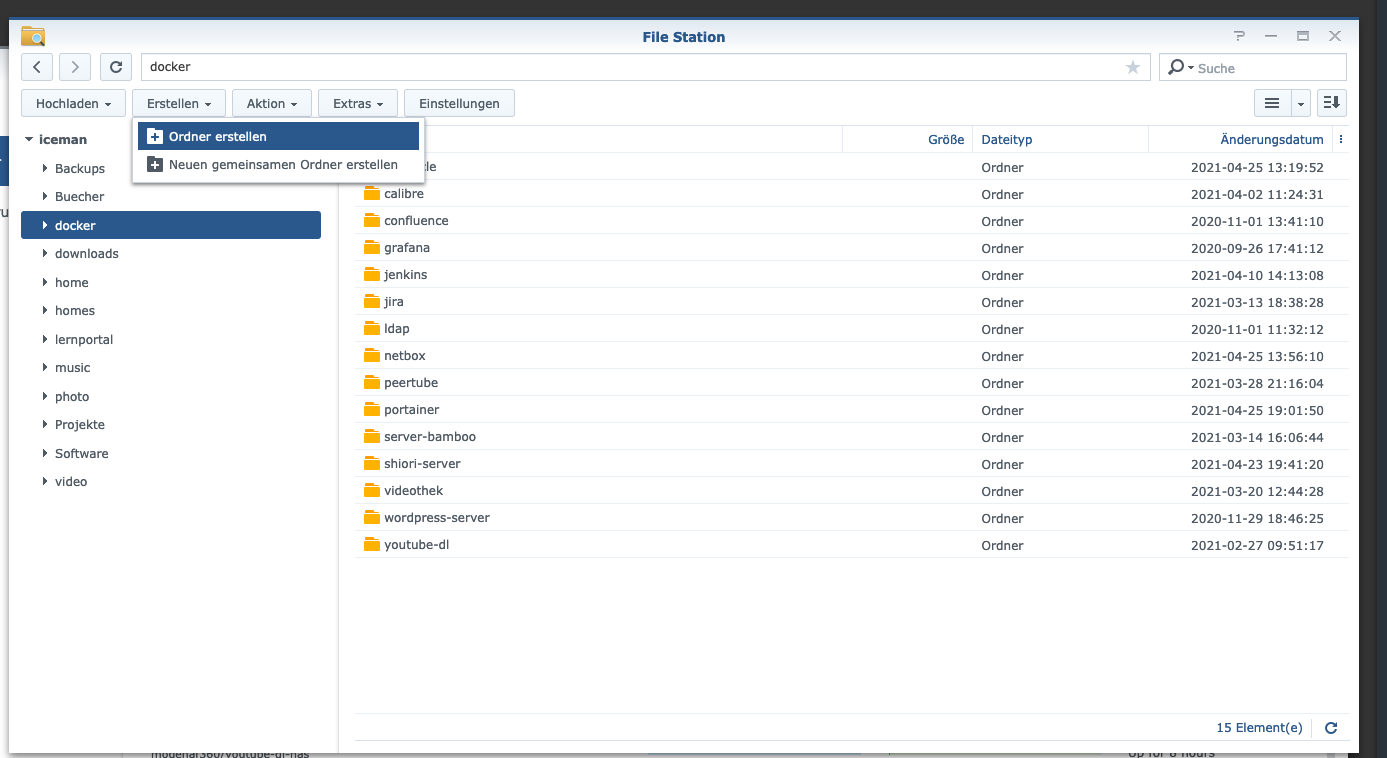 File Station
docker
Suche
Hochladen Erstellen Aktion Extras Einstellungen
Ordner erstellen
Neuen gemeinsamen Ordner erstellen
iceman
Backups
Buecher
docker
downloads
home
homes
lernportal
music
photo
Projekte
Software
video
Größe Dateityp Änderungsdatum
Ordner 2021-04-25 13:19:52
calibre Ordner 2021-04-02 11:24:31
confluence Ordner 2020-11-01 13:41:10
grafana Ordner 2020-09-26 17:41:12
jenkins Ordner 2021-04-10 14:13:08
jira Ordner 2021-03-13 18:38:28
ldap Ordner 2020-11-01 11:32:12
netbox Ordner 2021-04-25 13:56:10
peertube Ordner 2021-03-28 21:16:04
portainer Ordner 2021-04-25 19:01:50
server-bamboo Ordner 2021-03-14 16:06:44
shiori-server Ordner 2021-04-23 19:41:20
videothek Ordner 2021-03-20 12:44:28
wordpress-server Ordner 2020-11-29 18:46:25
youtube-dl Ordner 2021-02-27 09:51:17
15 Element(e)